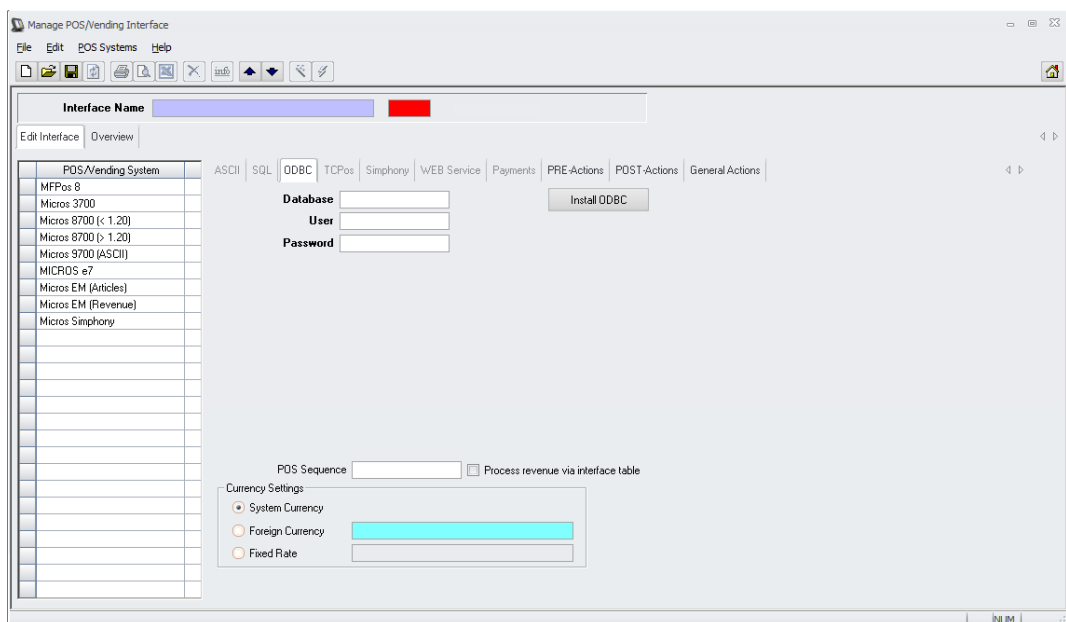 Manage POS/Vending Interface
File Edit POS Systems Help
info
Interface Name
Edit Interface Overview
POS/Vending System
MFPos 8
Micros 3700
Micros 8700 (< 1.20)
Micros 8700 (> 1.20)
Micros 9700 (ASCII)
MICROS e7
Micros EM (Articles)
Micros EM (Revenue)
Micros Simphony
ASCII SQL ODBC TCPos Simphony WEB Service Payments PRE-Actions POST-Actions General Actions
Database
Install ODBC
User
Password
POS Sequence
Process revenue via interface table
Currency Settings
System Currency
Foreign Currency
Fixed Rate
NUM